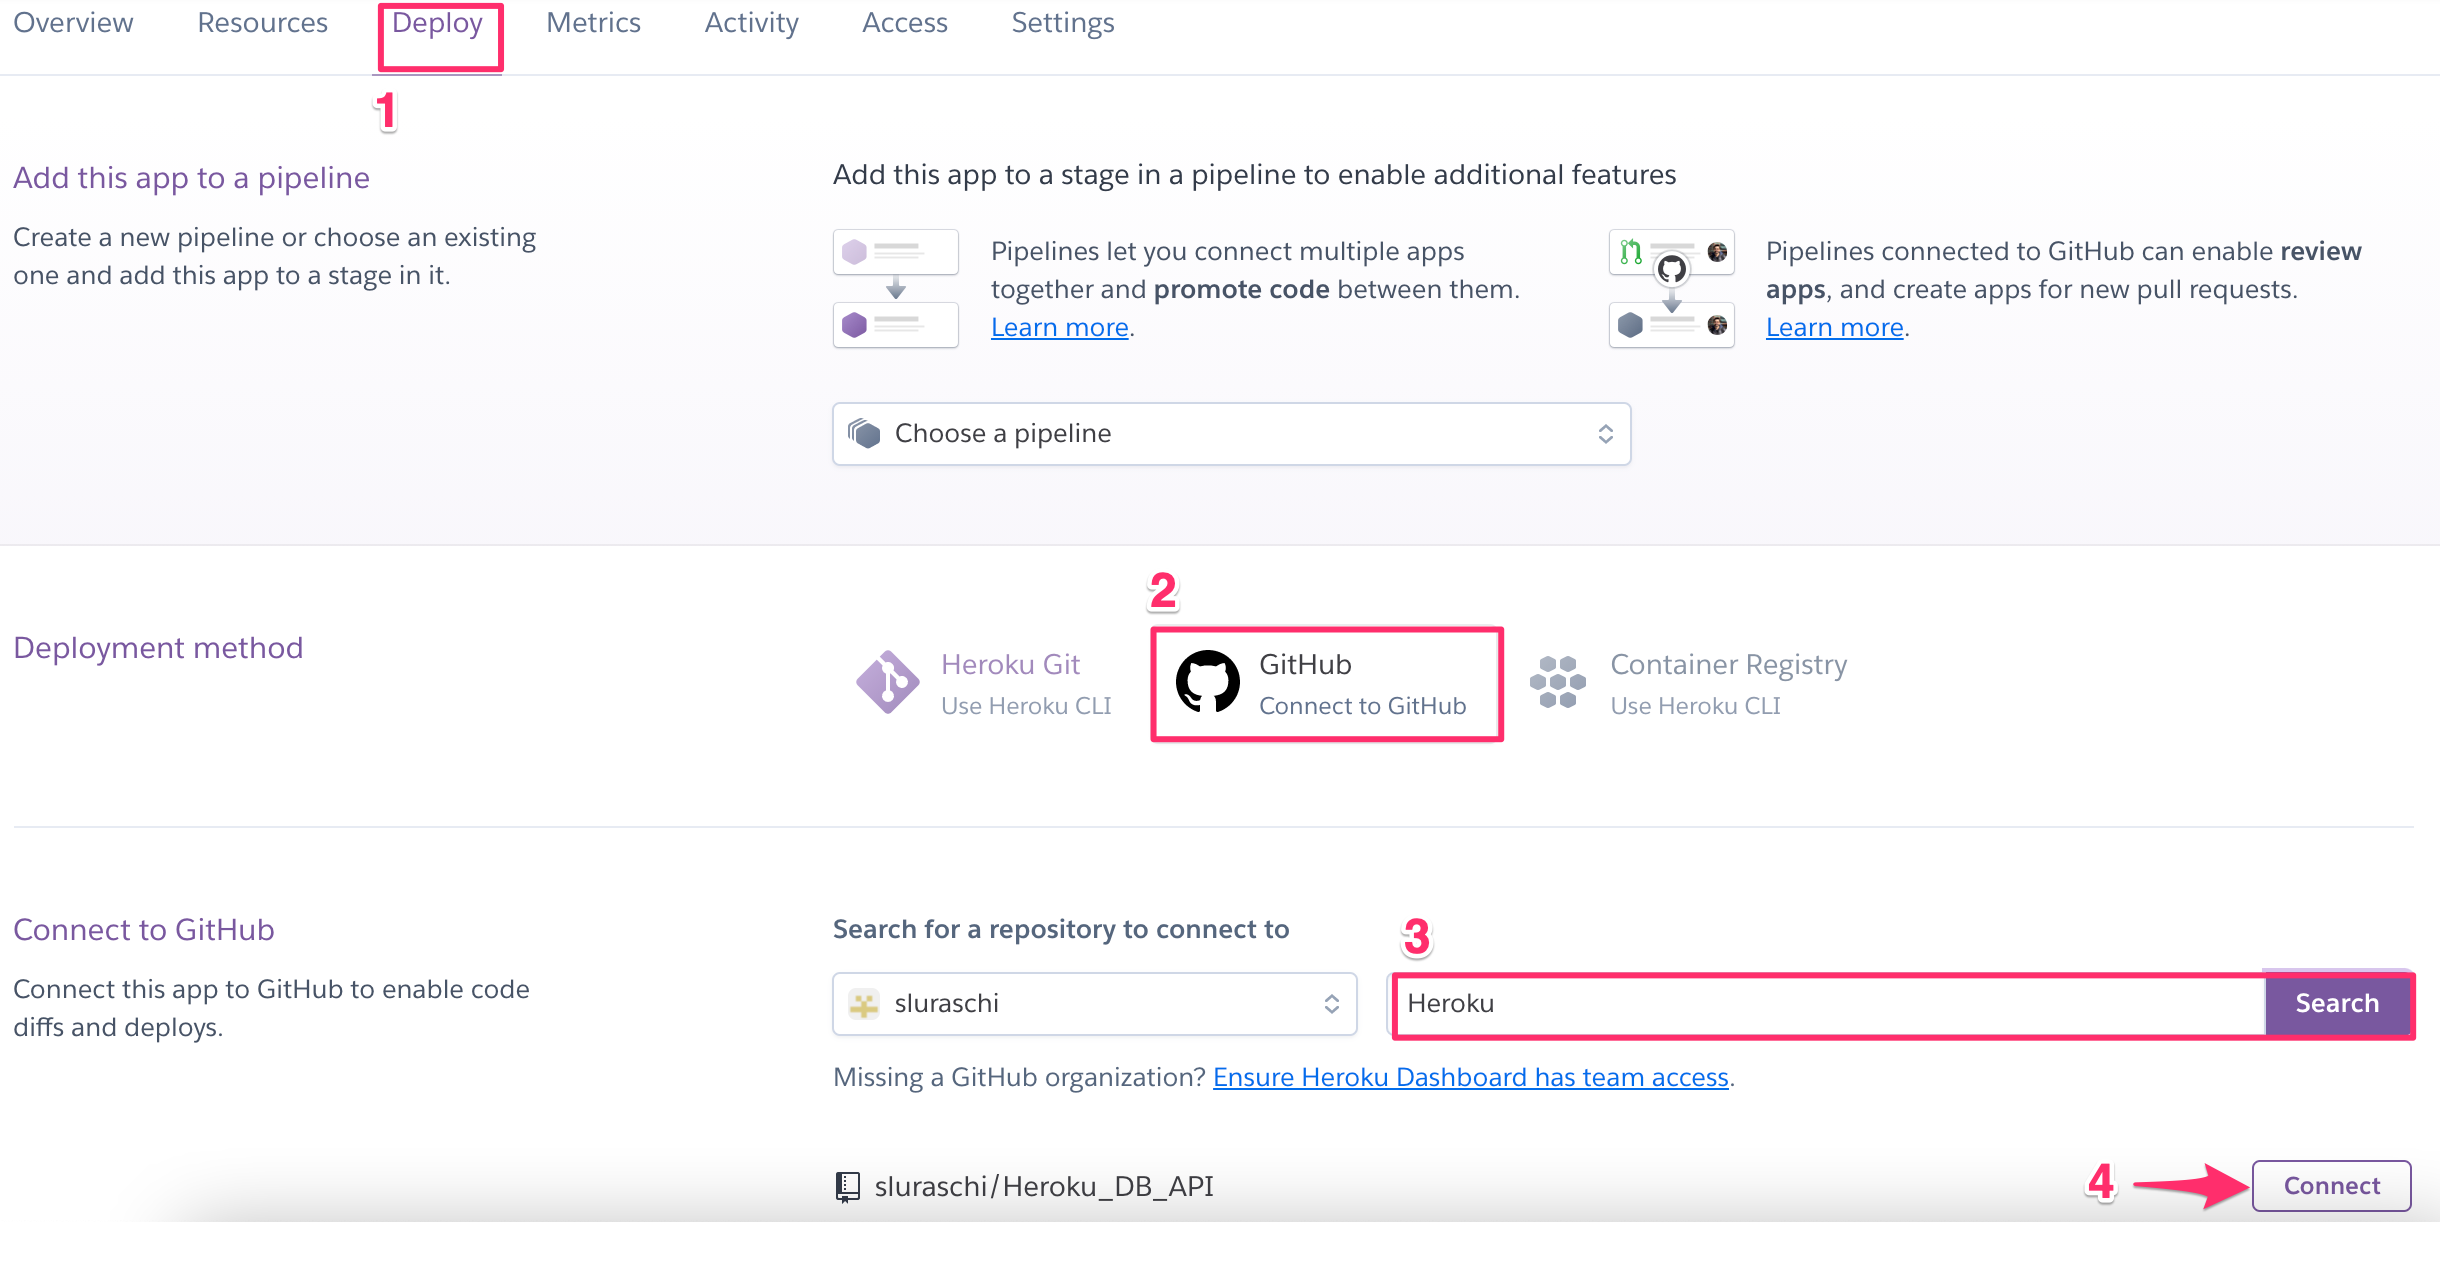 Overview Resources Deploy Metrics Activity Access Settings
1
Add this app to a pipeline
Create a new pipeline or choose an existing
one and add this app to a stage in it.
Add this app to a stage in a pipeline to enable additional features
Pipelines let you connect multiple apps
together and promote code between them.
Learn more.
Pipelines connected to GitHub can enable review
apps, and create apps for new pull requests.
Learn more.
Choose a pipeline
2
Deployment method
Heroku Git
Use Heroku CLI
GitHub
Connect to GitHub
Container Registry
Use Heroku CLI
Connect to GitHub
Connect this app to GitHub to enable code
diffs and deploys.
Search for a repository to connect to
3
sluraschi
Heroku
Search
Missing a GitHub organization? Ensure Heroku Dashboard has team access.
sluraschi/Heroku_DB_API
4
Connect